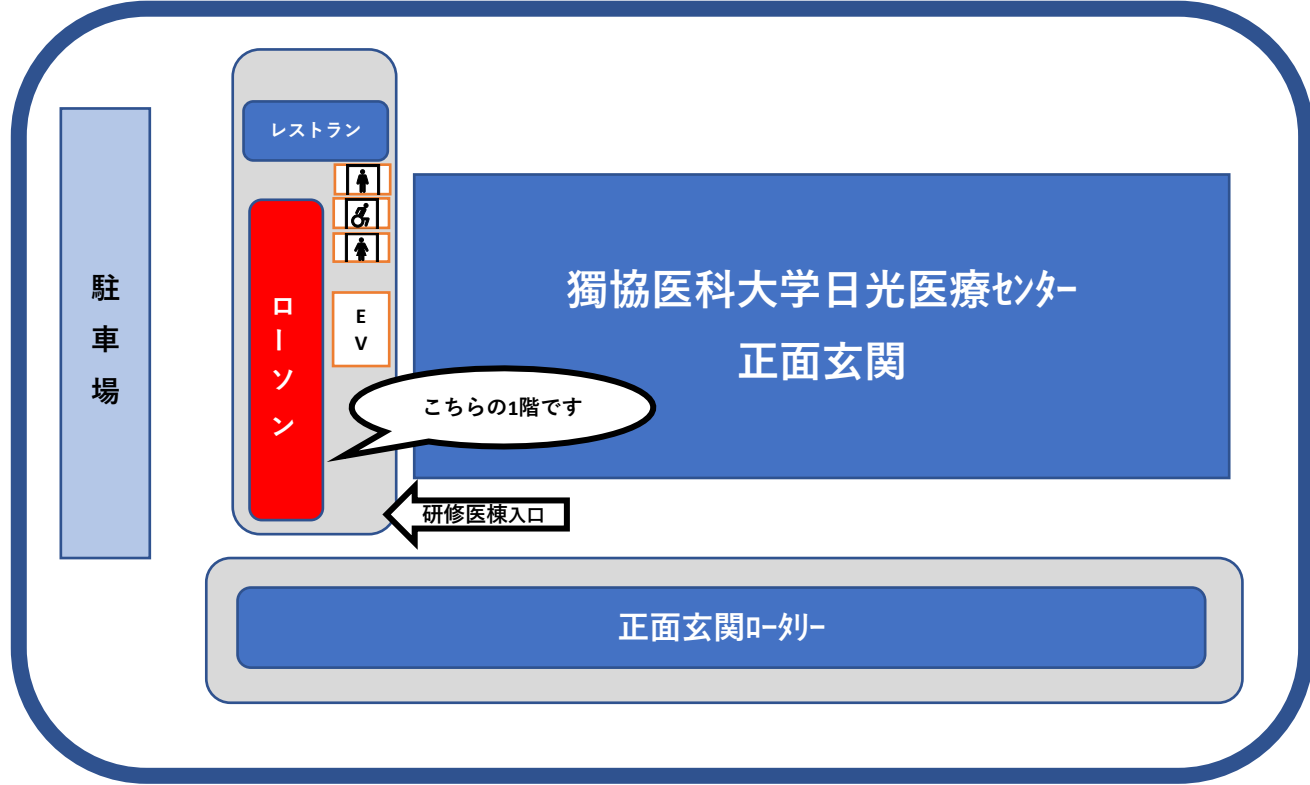 レストラン
駐車場
ローソン
EV
獨協医科大学日光医療ｾﾝﾀｰ
正面玄関
こちらの1階です
研修医棟入口
正面玄関ﾛｰﾀﾘｰ